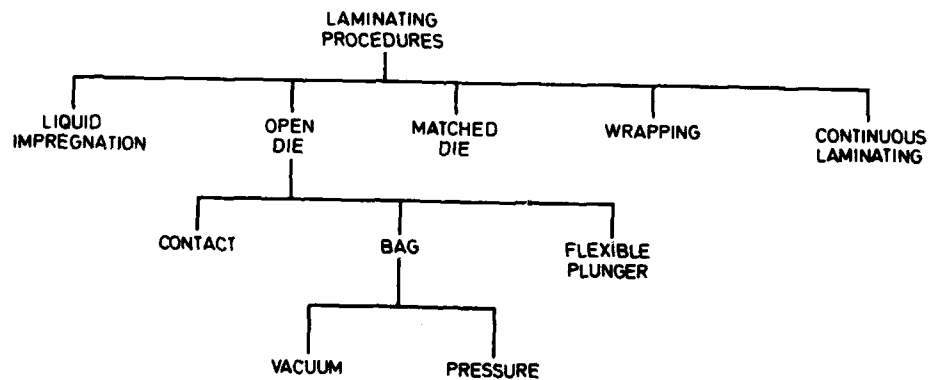 LAMINATING
PROCEDURES
LIQUID
IMPREGNATION
OPEN
DIE
MATCHED
DIE
WRAPPING
CONTINUOUS
LAMINATING
CONTACT
BAG
FLEXIBLE
PLUNGER
VACUUM
PRESSURE